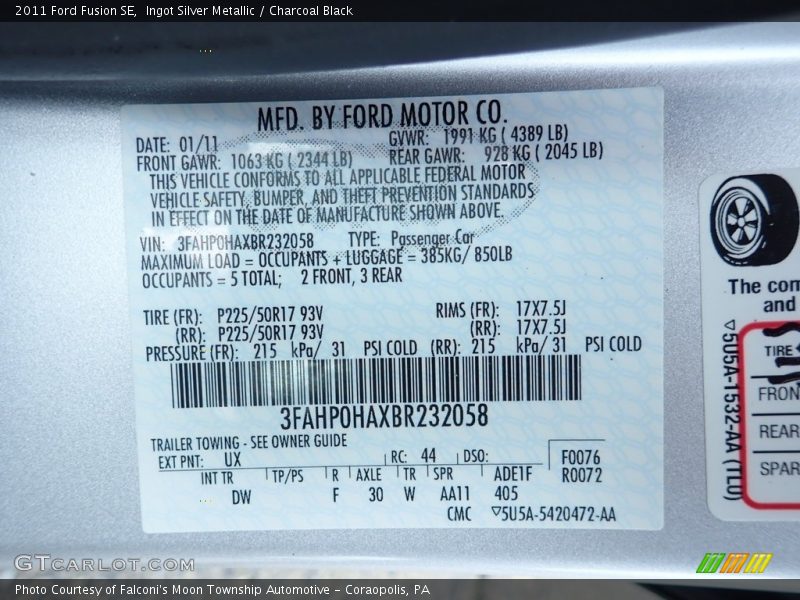 2011 Ford Fusion SE, Ingot Silver Metallic / Charcoal Black
MFD. BY FORD MOTOR CO.
DATE: 01/11 GVWR: 1991 KG ( 4389 LB)
FRONT GAWR: 1063 KG ( 2344 LB) REAR GAWR: 928 KG ( 2045 LB)
THIS VEHICLE CONFORMS TO ALL APPLICABLE FEDERAL MOTOR
VEHICLE SAFETY, BUMPER, AND THEFT PREVENTION STANDARDS
IN EFFECT ON THE DATE OF MANUFACTURE SHOWN ABOVE.
VIN: 3FAHP0HAXBR232058 TYPE: Passenger Car
MAXIMUM LOAD = OCCUPANTS + LUGGAGE = 385KG/ 850LB
OCCUPANTS = 5 TOTAL; 2 FRONT, 3 REAR
TIRE (FR): P225/50R17 93V RIMS (FR): 17X7.5J
(RR): P225/50R17 93V (RR): 17X7.5J
PRESSURE (FR): 215 kPa/ 31 PSI COLD (RR): 215 kPa/ 31 PSI COLD
3FAHP0HAXBR232058
TRAILER TOWING - SEE OWNER GUIDE
EXT PNT: UX RC: 44 DSO: F0076
INT TR TP/PS R AXLE TR SPR ADE1F R0072
DW F 30 W AA11 405
CMC ▽5U5A-5420472-AA
The com
and
TIRE
FRON
REAR
SPAR
▽5U5A-1532-AA (TL0)
GTCARLOT.COM
Photo Courtesy of Falconi's Moon Township Automotive – Coraopolis, PA